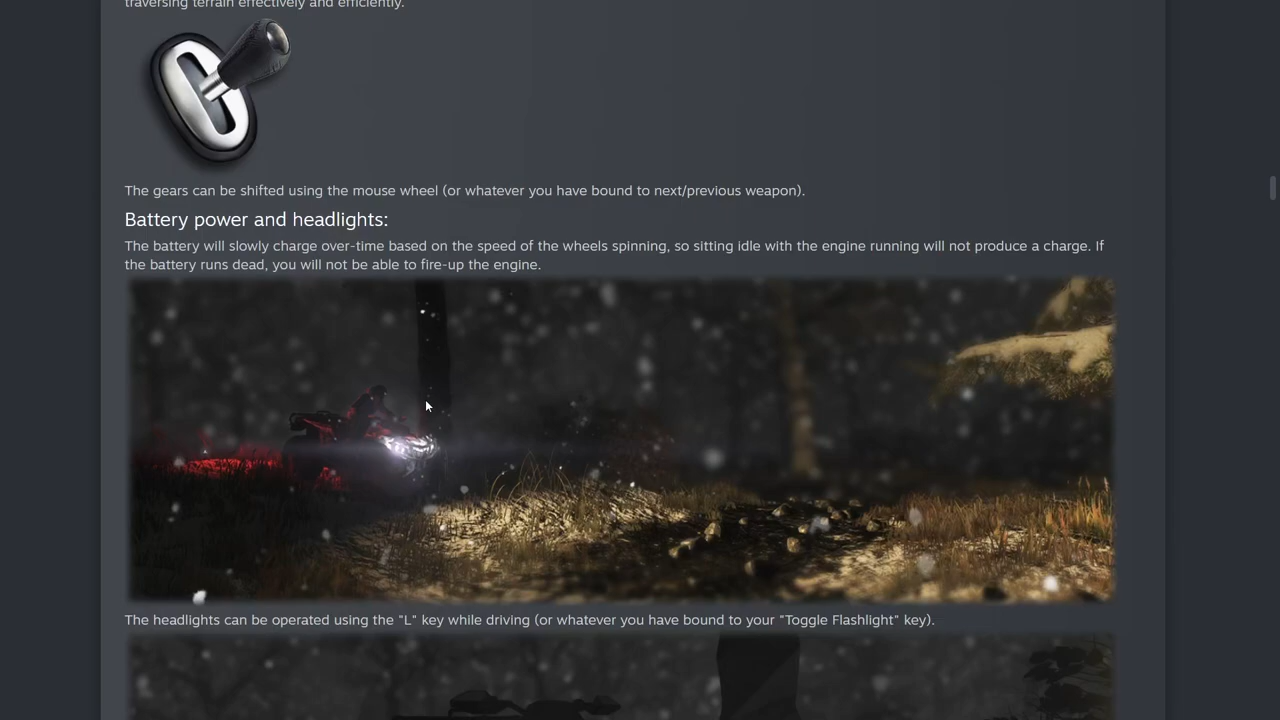 traversing terrain effectively and efficiently.
The gears can be shifted using the mouse wheel (or whatever you have bound to next/previous weapon).
Battery power and headlights:
The battery will slowly charge over-time based on the speed of the wheels spinning, so sitting idle with the engine running will not produce a charge. If
the battery runs dead, you will not be able to fire-up the engine.
The headlights can be operated using the "L" key while driving (or whatever you have bound to your "Toggle Flashlight" key).